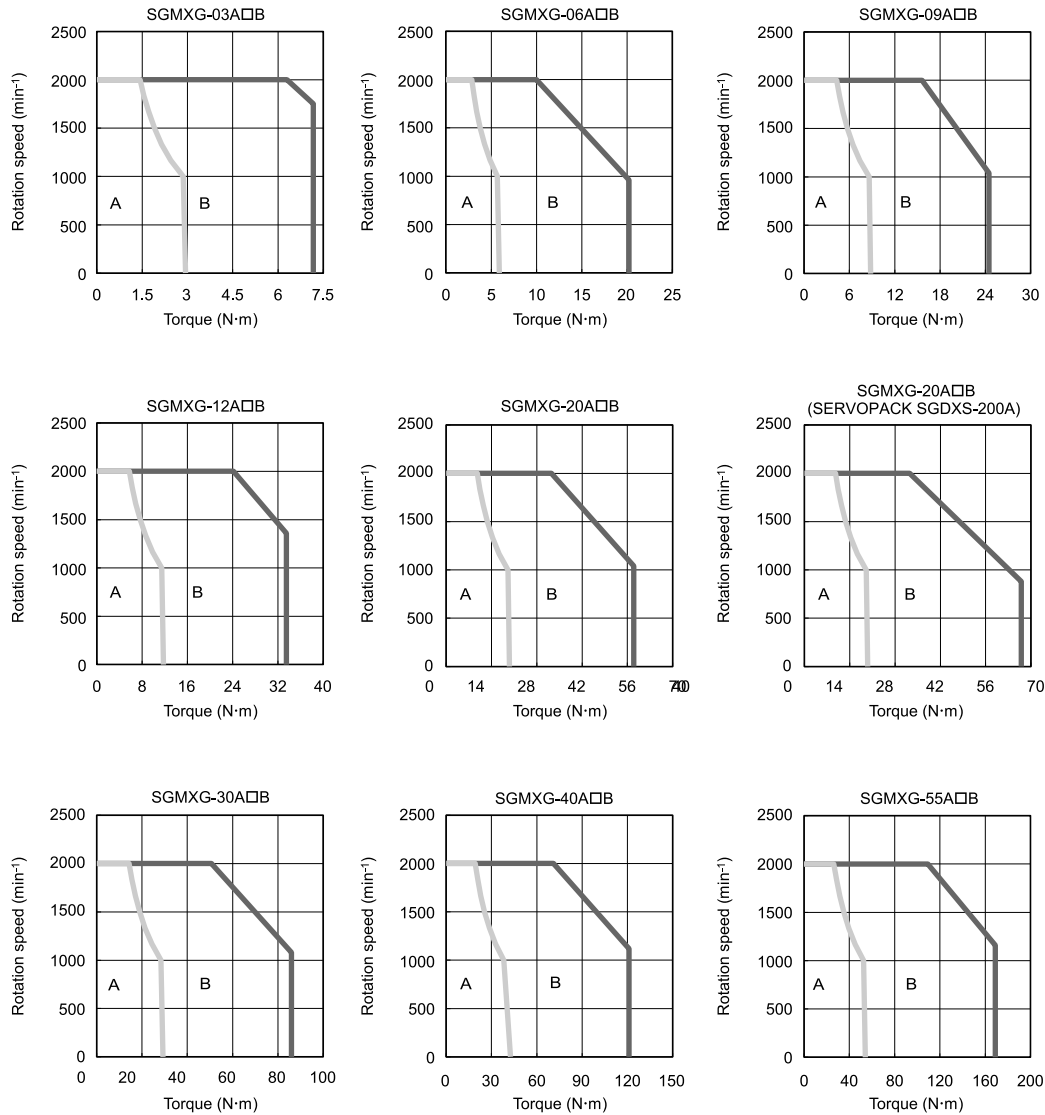 SGMXG-03A□B
2500
2000
1500
1000
500
0
Rotation speed (min⁻¹)
A
B
0 1.5 3 4.5 6 7.5
Torque (N·m)
SGMXG-06A□B
2500
2000
1500
1000
500
0
Rotation speed (min⁻¹)
A
B
0 5 10 15 20 25
Torque (N·m)
SGMXG-09A□B
2500
2000
1500
1000
500
0
Rotation speed (min⁻¹)
A
B
0 6 12 18 24 30
Torque (N·m)
SGMXG-12A□B
2500
2000
1500
1000
500
0
Rotation speed (min⁻¹)
A
B
0 8 16 24 32 40
Torque (N·m)
SGMXG-20A□B
2500
2000
1500
1000
500
0
Rotation speed (min⁻¹)
A
B
0 14 28 42 56 70
Torque (N·m)
SGMXG-20A□B
(SERVOPACK SGDXS-200A)
2500
2000
1500
1000
500
0
Rotation speed (min⁻¹)
A
B
0 14 28 42 56 70
Torque (N·m)
SGMXG-30A□B
2500
2000
1500
1000
500
0
Rotation speed (min⁻¹)
A
B
0 20 40 60 80 100
Torque (N·m)
SGMXG-40A□B
2500
2000
1500
1000
500
0
Rotation speed (min⁻¹)
A
B
0 30 60 90 120 150
Torque (N·m)
SGMXG-55A□B
2500
2000
1500
1000
500
0
Rotation speed (min⁻¹)
A
B
0 40 80 120 160 200
Torque (N·m)